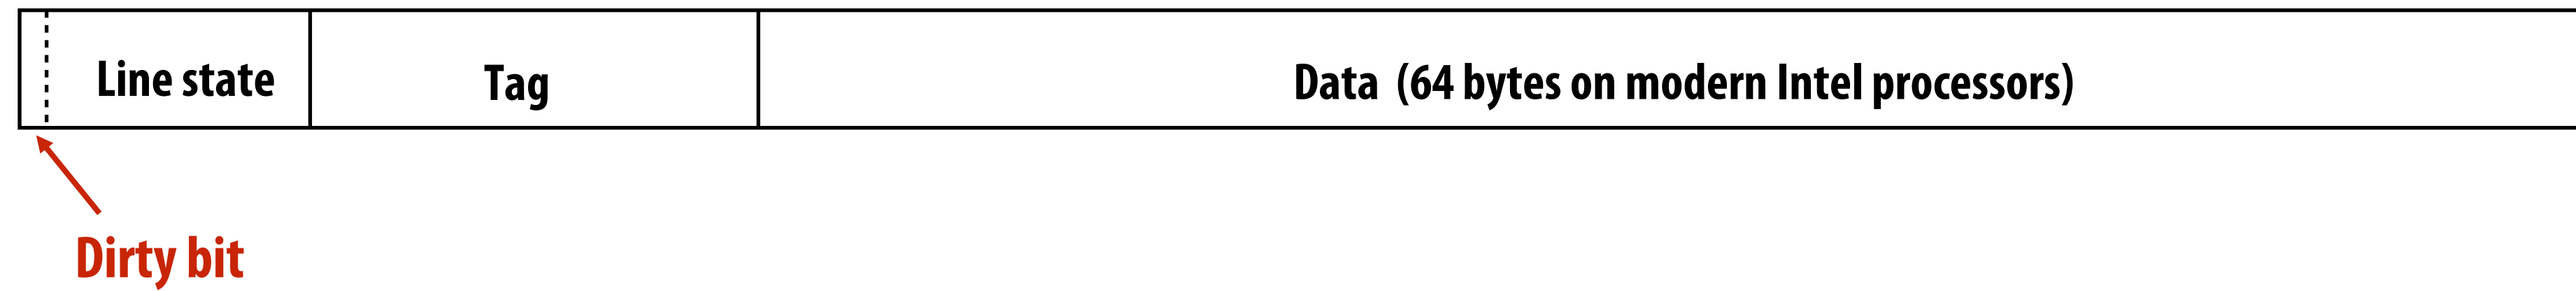 Line state
Tag
Data (64 bytes on modern Intel processors)
Dirty bit